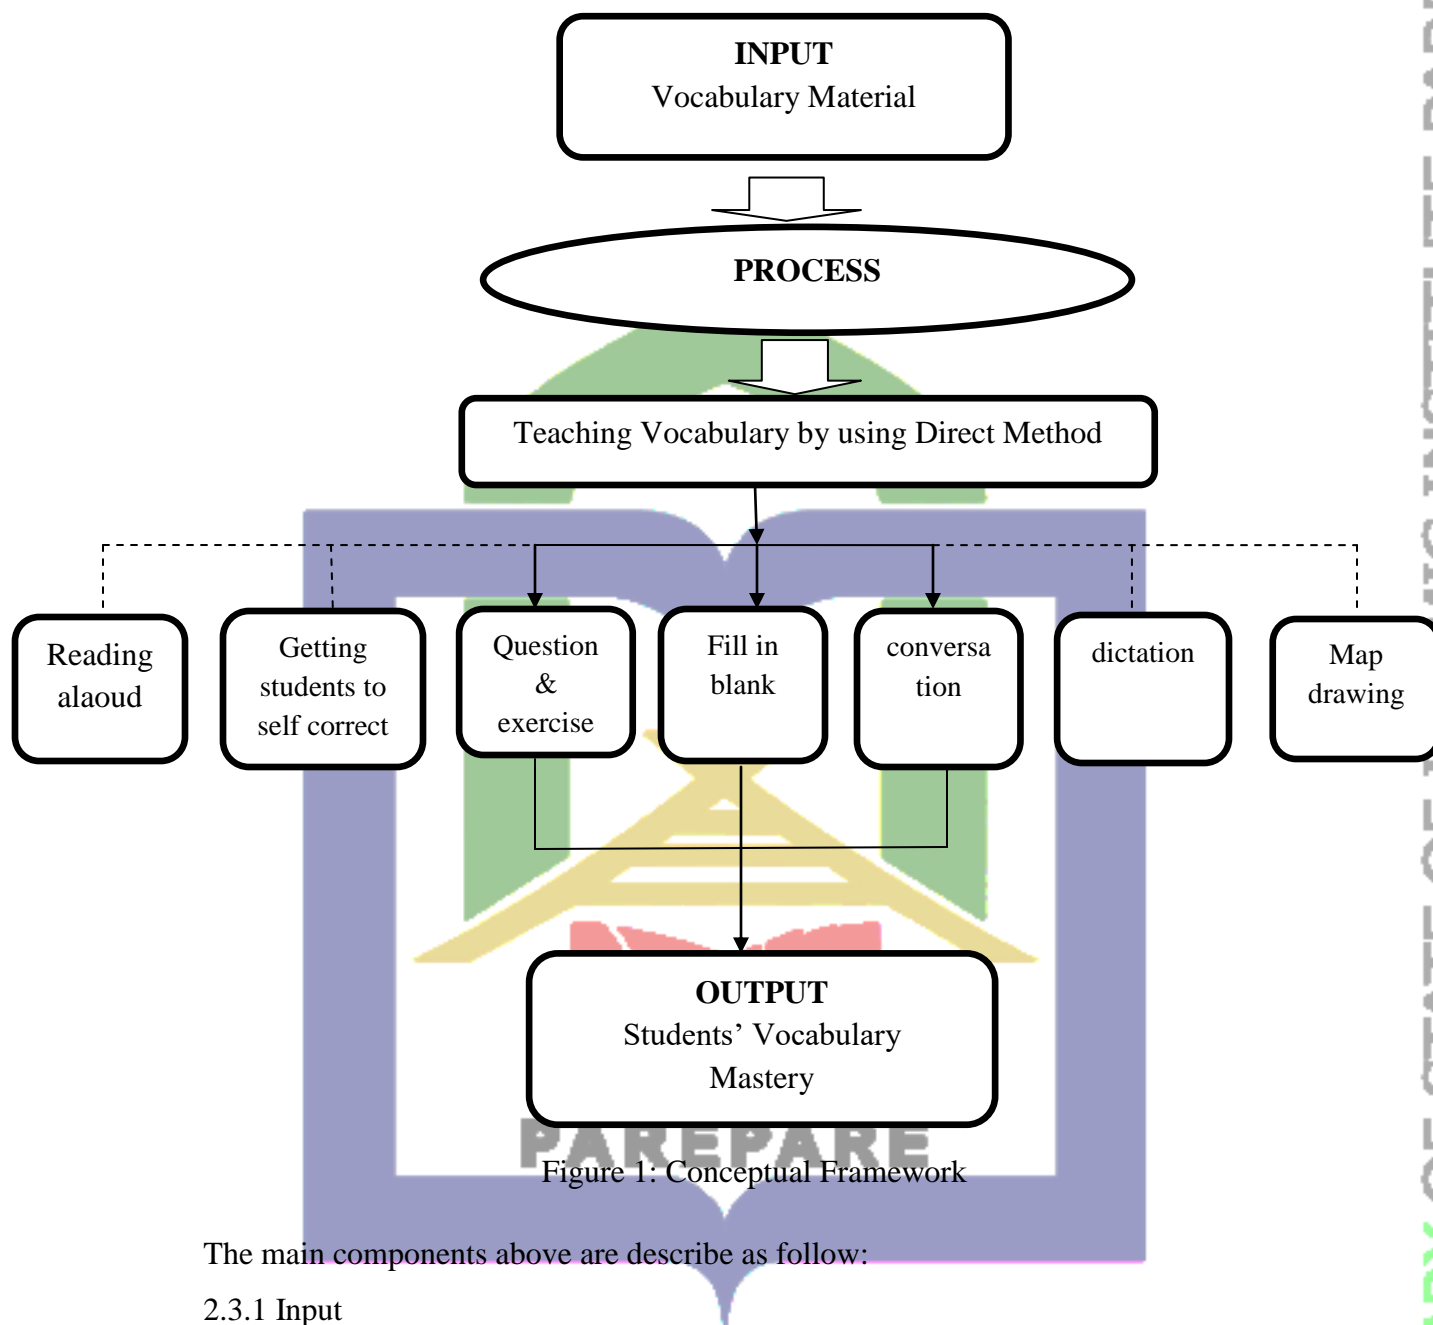 INPUT
Vocabulary Material
PROCESS
Teaching Vocabulary by using Direct Method
Reading
alaoud
Getting
students to
self correct
Question
&
exercise
Fill in
blank
conversa
tion
dictation
Map
drawing
OUTPUT
Students’ Vocabulary
Mastery
PAREPARE
Figure 1: Conceptual Framework
The main components above are describe as follow:
2.3.1 Input